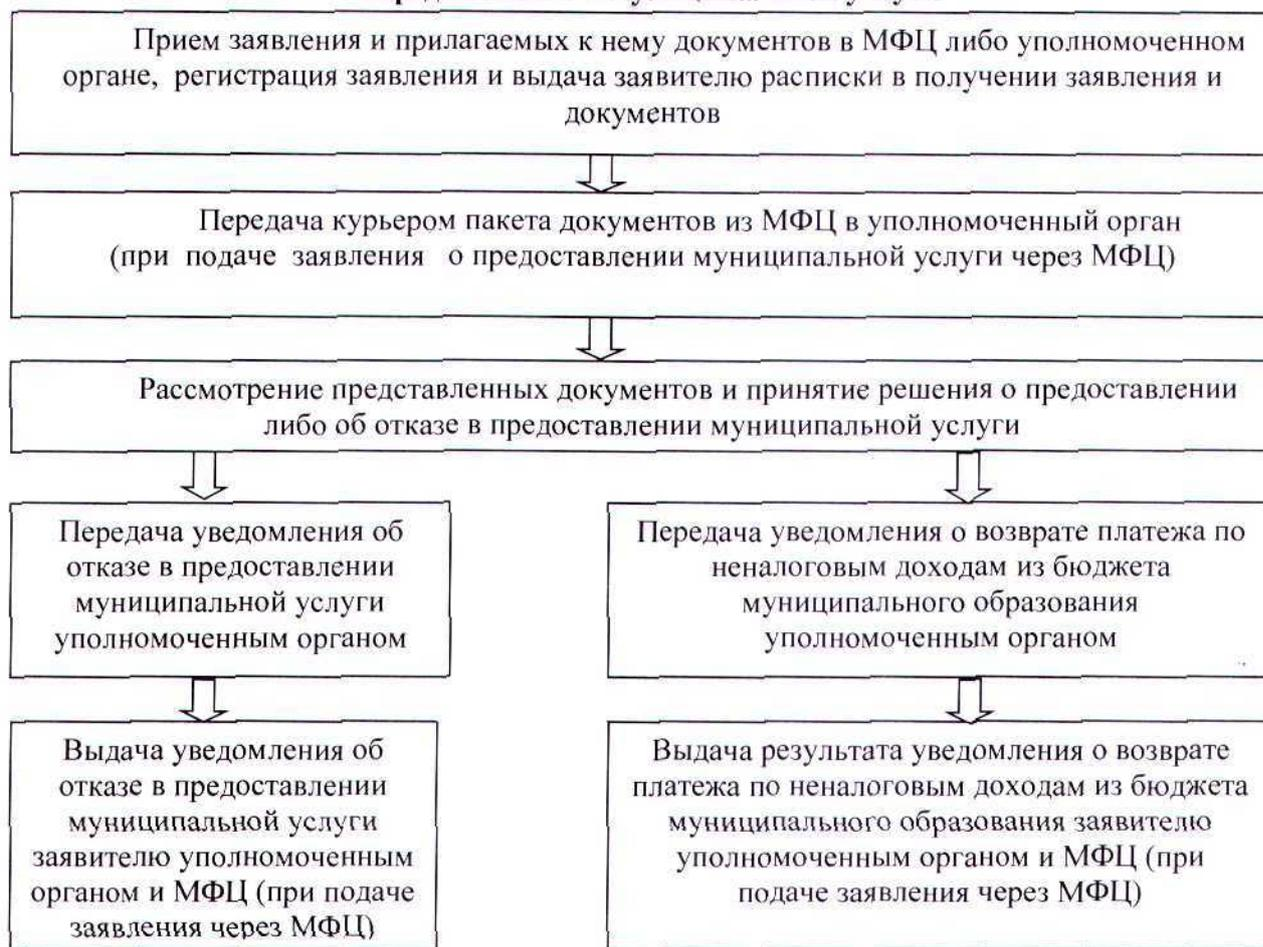 Прием заявления и прилагаемых к нему документов в МФЦ либо уполномоченном
органе, регистрация заявления и выдача заявителю расписки в получении заявления и
документов
Передача курьером пакета документов из МФЦ в уполномоченный орган
(при подаче заявления о предоставлении муниципальной услуги через МФЦ)
Рассмотрение представленных документов и принятие решения о предоставлении
либо об отказе в предоставлении муниципальной услуги
Передача уведомления об
отказе в предоставлении
муниципальной услуги
уполномоченным органом
Передача уведомления о возврате платежа по
неналоговым доходам из бюджета
муниципального образования
уполномоченным органом
Выдача уведомления об
отказе в предоставлении
муниципальной услуги
заявителю уполномоченным
органом и МФЦ (при подаче
заявления через МФЦ)
Выдача результата уведомления о возврате
платежа по неналоговым доходам из бюджета
муниципального образования заявителю
уполномоченным органом и МФЦ (при
подаче заявления через МФЦ)